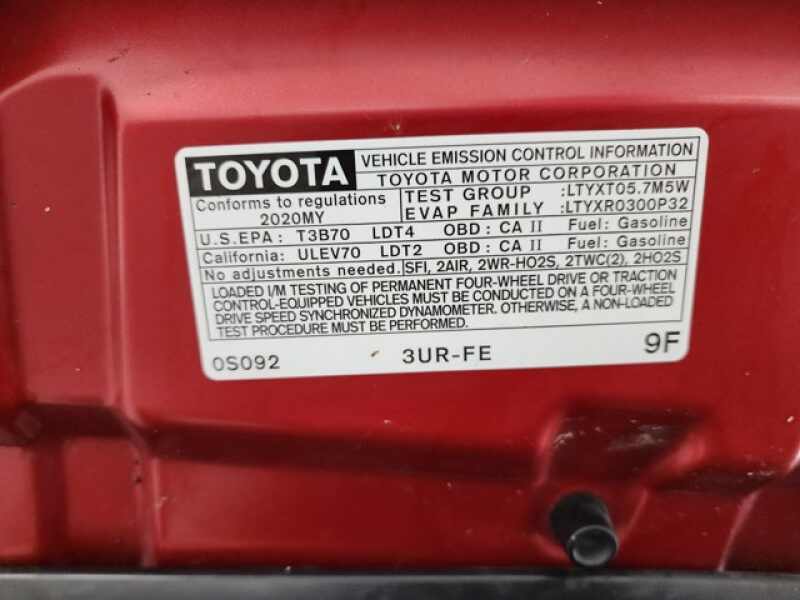 TOYOTA VEHICLE EMISSION CONTROL INFORMATION
TOYOTA MOTOR CORPORATION
Conforms to regulations
2020MY
TEST GROUP :LTYXT05.7M5W
EVAP FAMILY :LTYXR0300P32
U.S.EPA: T3B70 LDT4 OBD: CA II Fuel: Gasoline
California: ULEV70 LDT2 OBD: CA II Fuel: Gasoline
No adjustments needed. SFI, 2AIR, 2WR-HO2S, 2TWC(2), 2HO2S
LOADED I/M TESTING OF PERMANENT FOUR-WHEEL DRIVE OR TRACTION
CONTROL-EQUIPPED VEHICLES MUST BE CONDUCTED ON A FOUR-WHEEL
DRIVE SPEED SYNCHRONIZED DYNAMOMETER. OTHERWISE, A NON-LOADED
TEST PROCEDURE MUST BE PERFORMED.
0S092 3UR-FE 9F